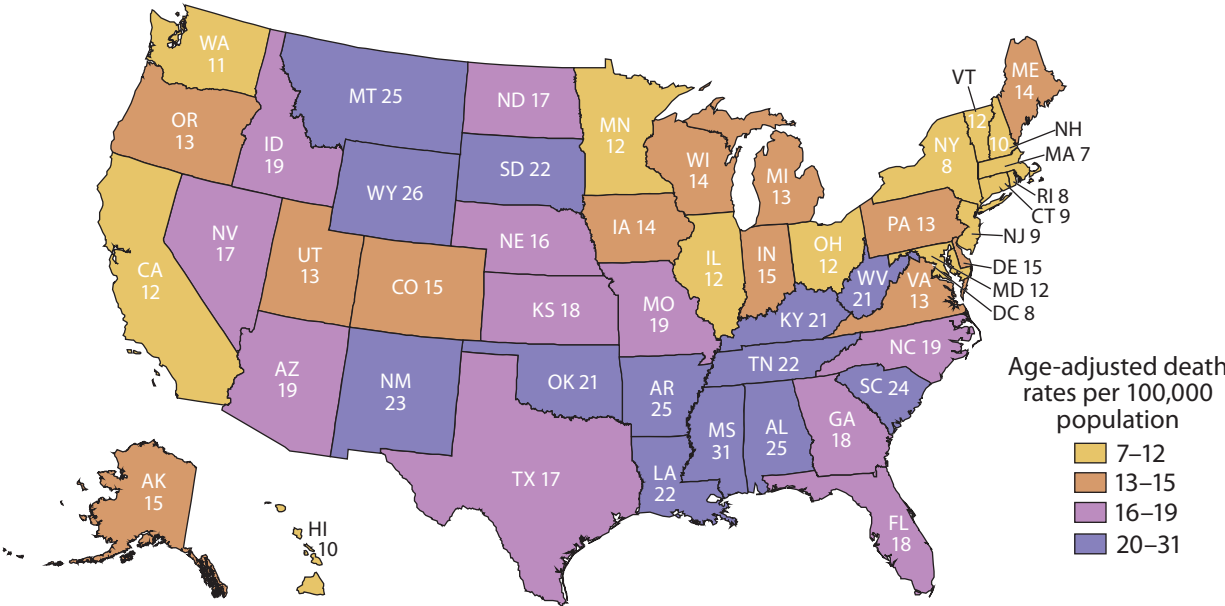 WA
11
OR
13
CA
12
ID
19
NV
17
MT 25
WY 26
UT
13
AZ
19
CO 15
NM
23
ND 17
SD 22
NE 16
KS 18
OK 21
TX 17
MN
12
IA 14
MO
19
AR
25
LA
22
WI
14
IL
12
MI
13
IN
15
OH
12
KY 21
TN 22
MS
31
AL
25
GA
18
FL
18
SC 24
NC 19
WV
21
VA
13
PA 13
NY
8
VT
12
NH
10
ME
14
MA 7
RI 8
CT 9
NJ 9
DE 15
MD 12
DC 8
AK
15
HI
10
Age-adjusted death
rates per 100,000
population
7–12
13–15
16–19
20–31